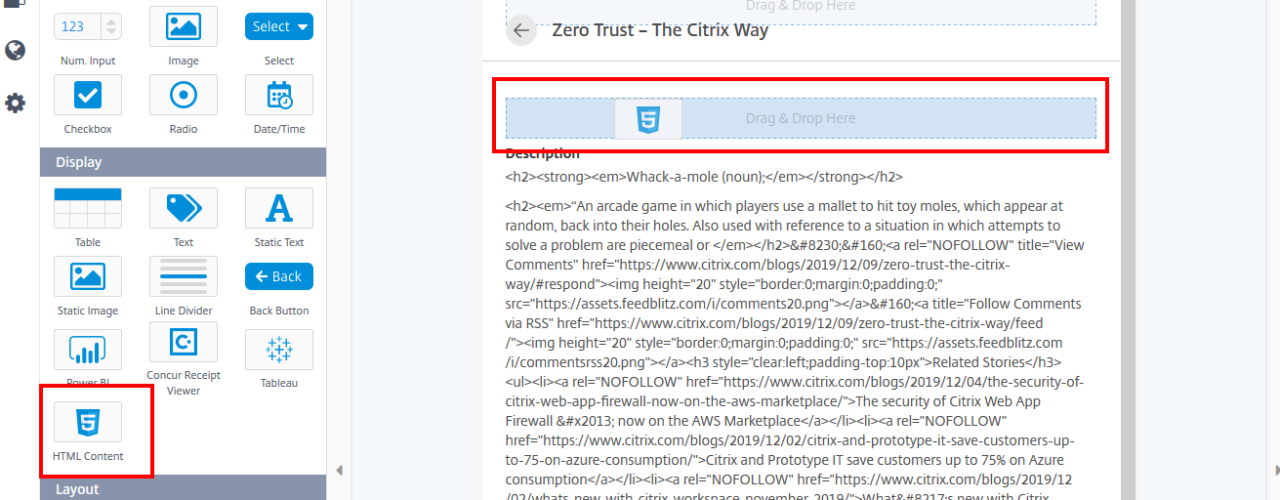 123
Select
Num. Input
Image
Select
Checkbox
Radio
Date/Time
Display
Table
Text
Static Text
Back
Static Image
Line Divider
Back Button
Power BI
Concur Receipt
Viewer
Tableau
HTML Content
Layout
Drag & Drop Here
Zero Trust – The Citrix Way
Drag & Drop Here
Description
<h2><strong><em>Whack-a-mole (noun);</em></strong></h2>
<h2><em>“An arcade game in which players use a mallet to hit toy moles, which appear at
random, back into their holes. Also used with reference to a situation in which attempts to
solve a problem are piecemeal or </em></h2>&#8230;&#160;<a rel="NOFOLLOW" title="View
Comments" href="https://www.citrix.com/blogs/2019/12/09/zero-trust-the-citrix-
way/#respond"><img height="20" style="border:0;margin:0;padding:0;"
src="https://assets.feedblitz.com/i/comments20.png"></a>&#160;<a title="Follow Comments
via RSS" href="https://www.citrix.com/blogs/2019/12/09/zero-trust-the-citrix-way/feed
/"><img height="20" style="border:0;margin:0;padding:0;" src="https://assets.feedblitz.com
/i/commentsrss20.png"></a><h3 style="clear:left;padding-top:10px">Related Stories</h3>
<ul><li><a rel="NOFOLLOW" href="https://www.citrix.com/blogs/2019/12/04/the-security-of-
citrix-web-app-firewall-now-on-the-aws-marketplace/">The security of Citrix Web App
Firewall &#x2013; now on the AWS Marketplace</a></li><li><a rel="NOFOLLOW"
href="https://www.citrix.com/blogs/2019/12/02/citrix-and-prototype-it-save-customers-up-
to-75-on-azure-consumption/">Citrix and Prototype IT save customers up to 75% on Azure
consumption</a></li><li><a rel="NOFOLLOW" href="https://www.citrix.com/blogs/2019/12
/02/whats-new-with-citrix-workspace-november-2019/">What&#8217;s new with Citrix